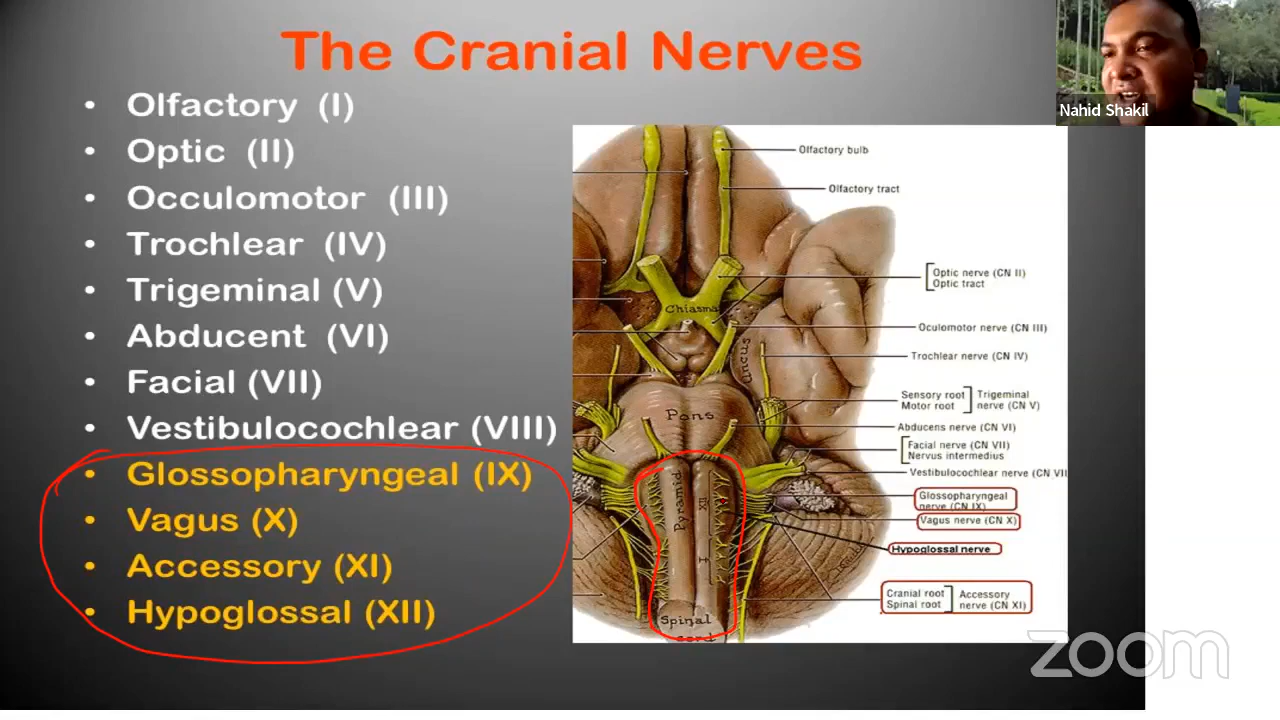 The Cranial Nerves
Nahid Shakil
• Olfactory (I)
• Optic (II)
• Occulomotor (III)
• Trochlear (IV)
• Trigeminal (V)
• Abducent (VI)
• Facial (VII)
• Vestibulocochlear (VIII)
• Glossopharyngeal (IX)
• Vagus (X)
• Accessory (XI)
• Hypoglossal (XII)
Olfactory bulb
Olfactory tract
Optic nerve (CN II)
Optic tract
Chiasma
Oculomotor nerve (CN III)
Uncus
Trochlear nerve (CN IV)
Sensory root
Motor root
Trigeminal
nerve (CN V)
Pons
Abducens nerve (CN VI)
Facial nerve (CN VII)
Nervus intermedius
Vestibulocochlear nerve (CN VII
Pyramid
XII
Glossopharyngeal
nerve (CN IX)
Vagus nerve (CN X)
Hypoglossal nerve
Cranial root
Spinal root
Accessory
nerve (CN XI)
Spinal
cord
zoom